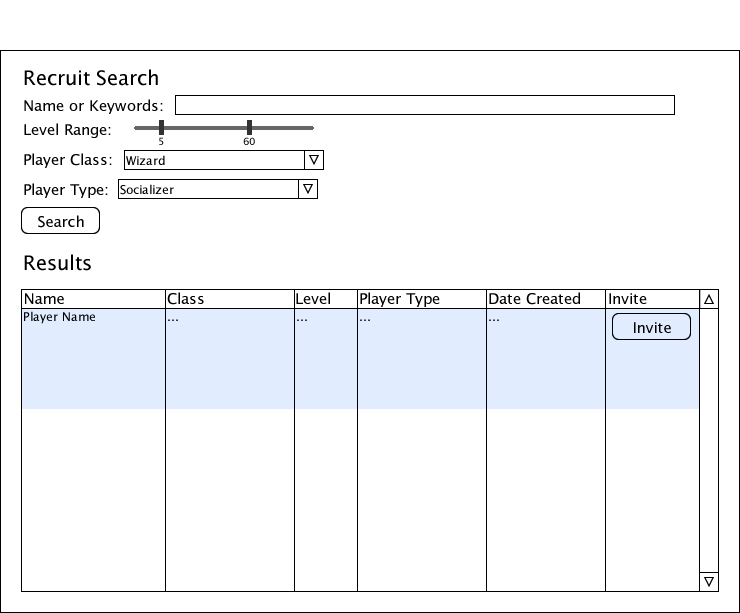 Recruit Search
Name or Keywords:
Level Range:
5 60
Player Class: Wizard
Player Type: Socializer
Search
Results
Name Class Level Player Type Date Created Invite
Player Name ... ... ... ... Invite